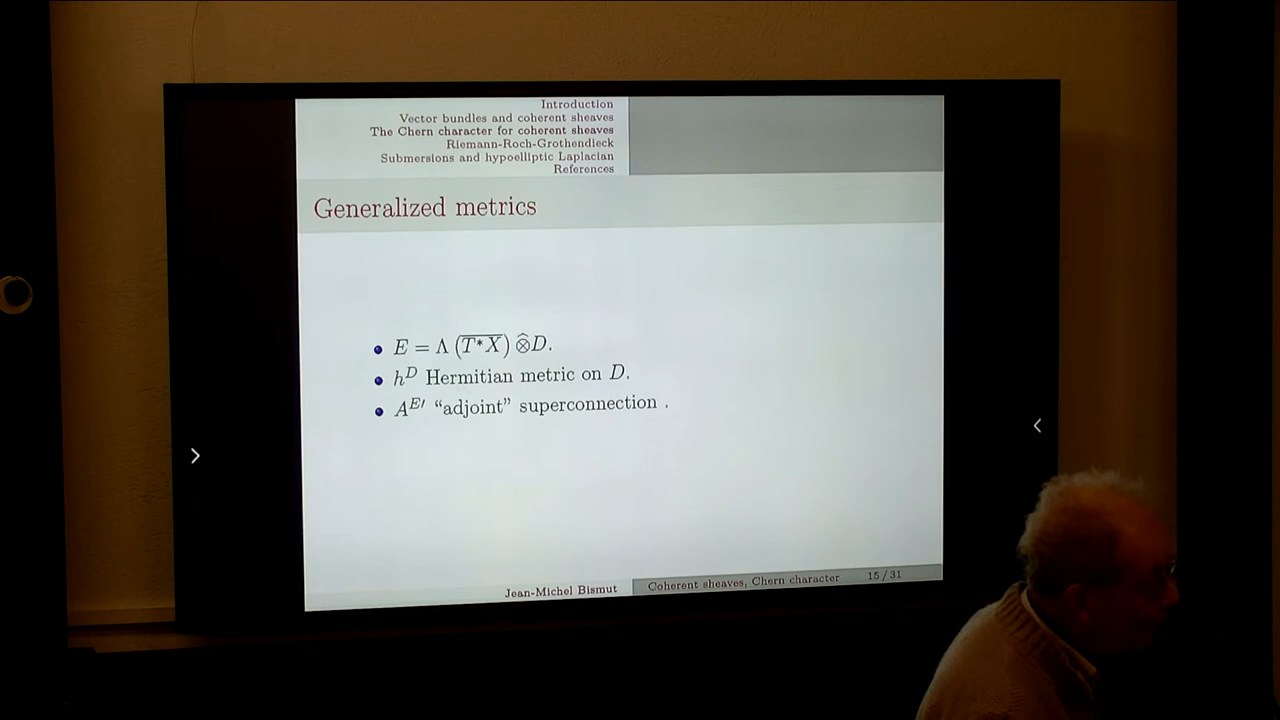 Introduction
Vector bundles and coherent sheaves
The Chern character for coherent sheaves
Riemann-Roch-Grothendieck
Submersions and hypoelliptic Laplacian
References
Generalized metrics
E = Λ (\overline{T*X}) ⊗̂ D.
h^D Hermitian metric on D.
A^{E′} “adjoint” superconnection .
Jean-Michel Bismut
Coherent sheaves, Chern character 15 / 31